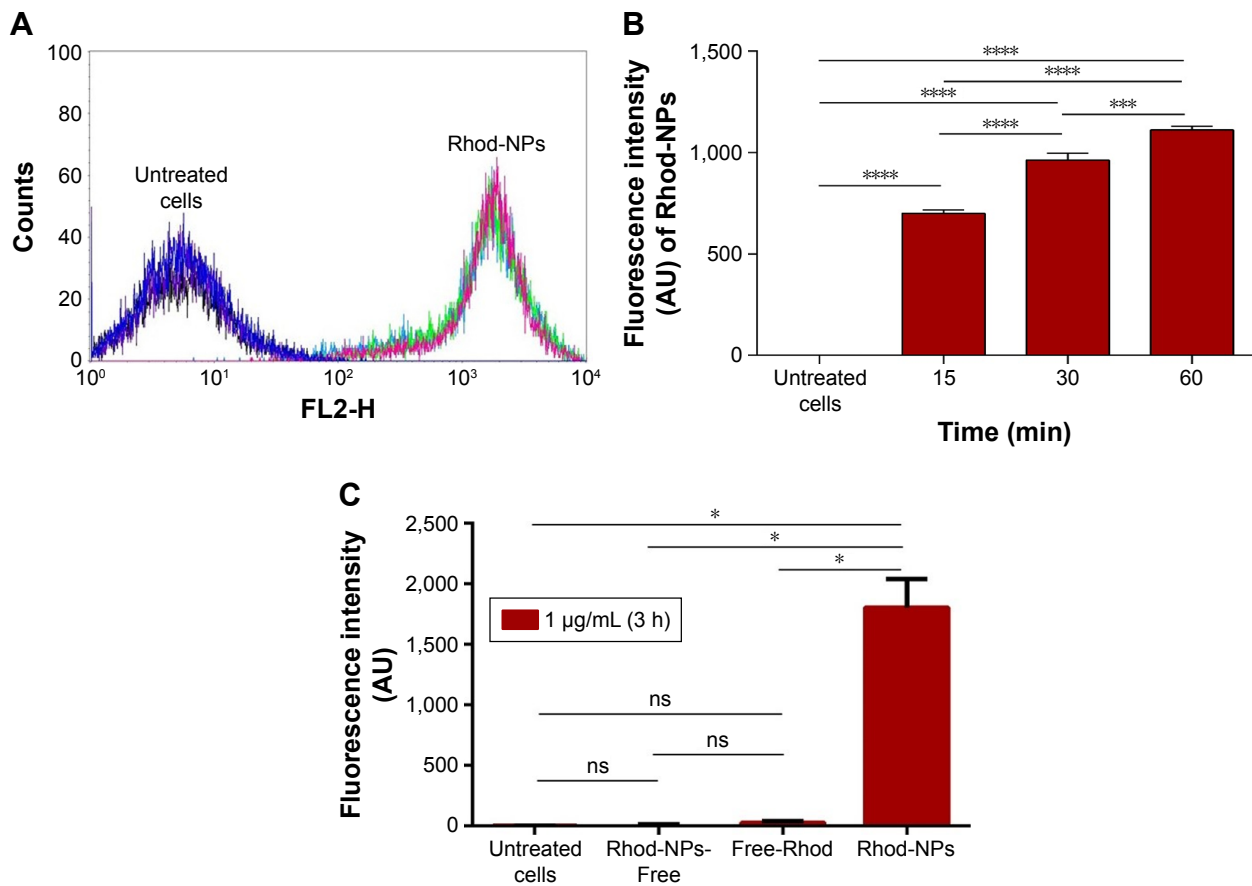 A
100
80
60
40
20
0
Counts
Untreated
cells
Rhod-NPs
10⁰
10¹
10²
10³
10⁴
FL2-H
B
Fluorescence intensity
(AU) of Rhod-NPs
1,500
1,000
500
0
****
****
****
***
****
****
Untreated
cells
15
30
60
Time (min)
C
Fluorescence intensity
(AU)
2,500
2,000
1,500
1,000
500
0
*
*
*
1 µg/mL (3 h)
ns
ns
ns
Untreated
cells
Rhod-NPs-
Free
Free-Rhod
Rhod-NPs